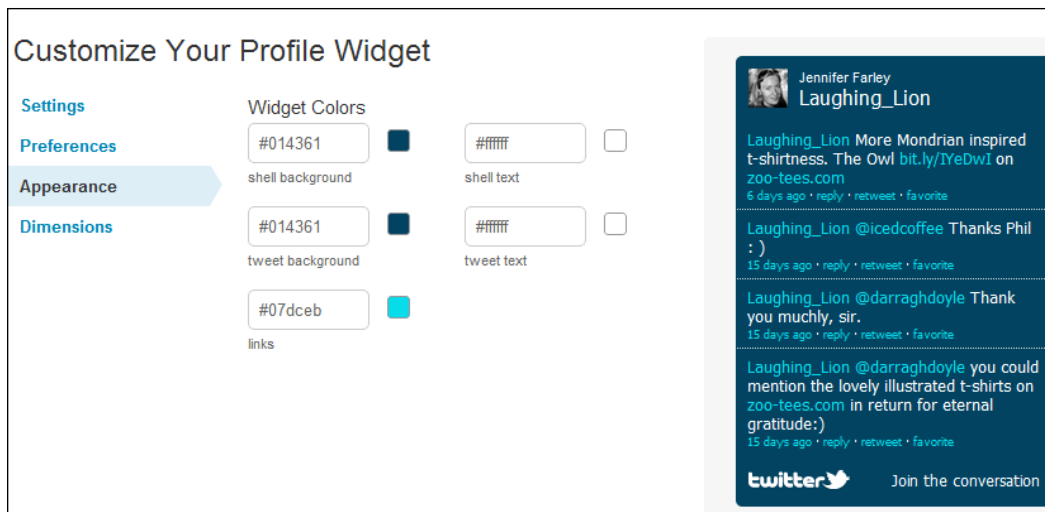 Customize Your Profile Widget
Settings
Preferences
Appearance
Dimensions
Widget Colors
#014361
#ffffff
shell background
shell text
#014361
#ffffff
tweet background
tweet text
#07dceb
links
Jennifer Farley
Laughing_Lion
Laughing_Lion More Mondrian inspired
t-shirtness. The Owl bit.ly/IYeDwI on
zoo-tees.com
6 days ago · reply · retweet · favorite
Laughing_Lion @icedcoffee Thanks Phil
: )
15 days ago · reply · retweet · favorite
Laughing_Lion @darraghdoyle Thank
you muchly, sir.
15 days ago · reply · retweet · favorite
Laughing_Lion @darraghdoyle you could
mention the lovely illustrated t-shirts on
zoo-tees.com in return for eternal
gratitude:)
15 days ago · reply · retweet · favorite
twitter Join the conversation